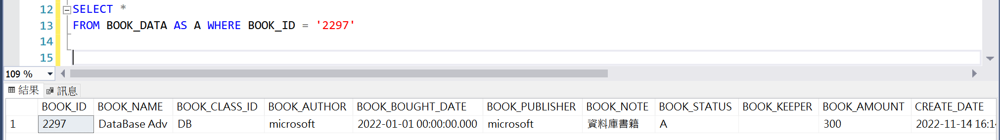 12 SELECT *
13 FROM BOOK_DATA AS A WHERE BOOK_ID = '2297'
14
15
109 %
結果 訊息
BOOK_ID BOOK_NAME BOOK_CLASS_ID BOOK_AUTHOR BOOK_BOUGHT_DATE BOOK_PUBLISHER BOOK_NOTE BOOK_STATUS BOOK_KEEPER BOOK_AMOUNT CREATE_DATE
1 2297 DataBase Adv DB microsoft 2022-01-01 00:00:00.000 microsoft 資料庫書籍 A 300 2022-11-14 16:14